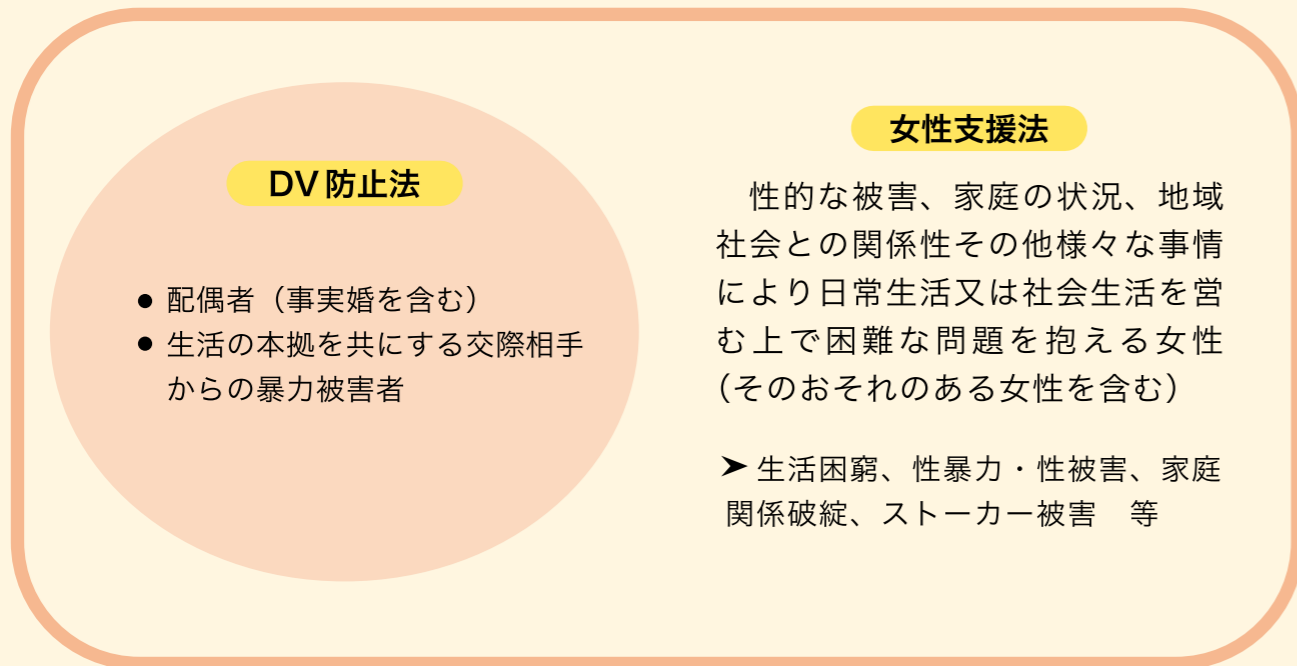 DV防止法
● 配偶者（事実婚を含む）
● 生活の本拠を共にする交際相手
からの暴力被害者
女性支援法
　性的な被害、家庭の状況、地域
社会との関係性その他様々な事情
により日常生活又は社会生活を営
む上で困難な問題を抱える女性
（そのおそれのある女性を含む）
➤ 生活困窮、性暴力・性被害、家庭
関係破綻、ストーカー被害　等